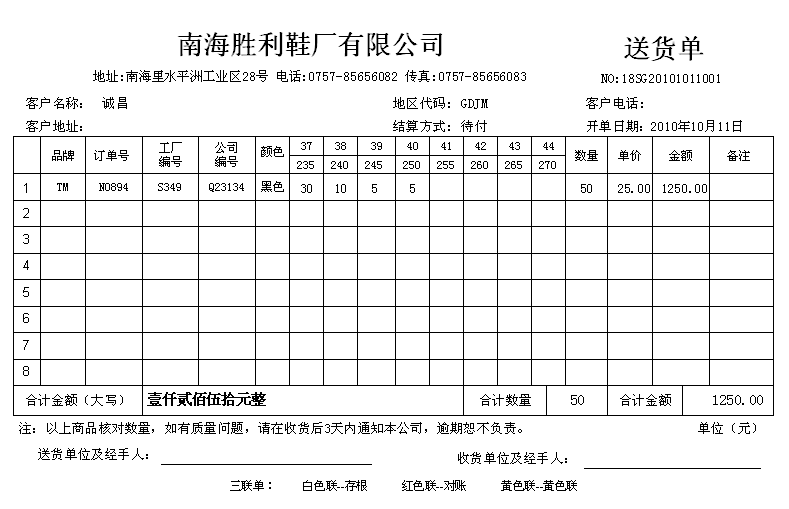 南海胜利鞋厂有限公司 送货单
地址:南海里水平洲工业区28号 电话:0757-85656082 传真:0757-85656083 NO:18SG20101011001
客户名称: 诚昌 地区代码: GDJM 客户电话:
客户地址: 结算方式: 待付 开单日期: 2010年10月11日
品牌 订单号 工厂编号 公司编号 颜色 37 38 39 40 41 42 43 44 数量 单价 金额 备注
235 240 245 250 255 260 265 270
1 TM N0894 S349 Q23134 黑色 30 10 5 5 50 25.00 1250.00
2
3
4
5
6
7
8
合计金额（大写） 壹仟贰佰伍拾元整 合计数量 50 合计金额 1250.00
注: 以上商品核对数量，如有质量问题，请在收货后3天内通知本公司，逾期恕不负责。 单位（元）
送货单位及经手人: 收货单位及经手人:
三联单: 白色联--存根 红色联--对账 黄色联--黄色联